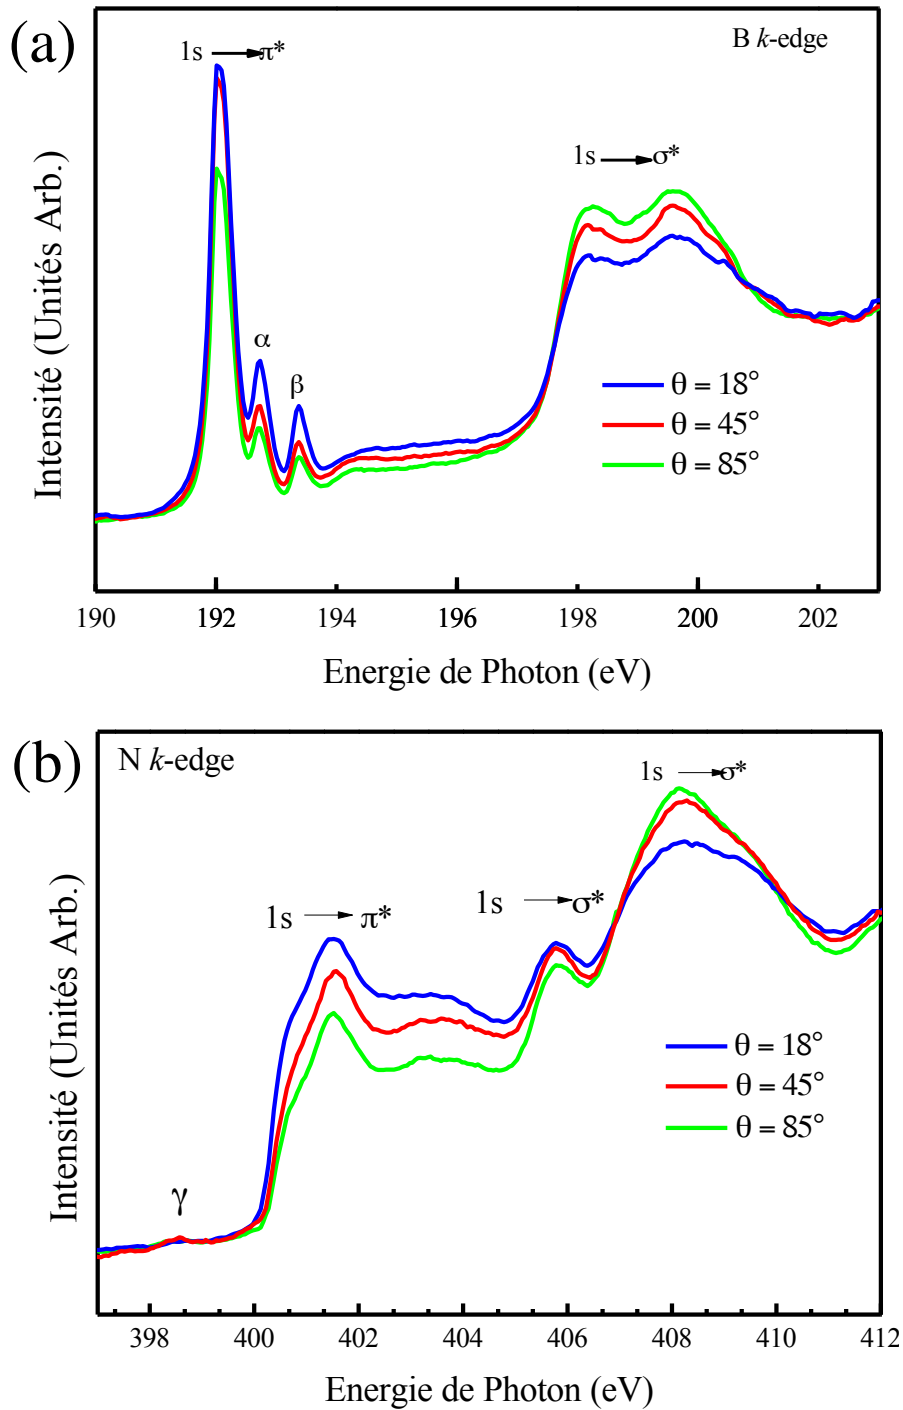 (a)
1s → π*
B k-edge
1s → σ*
α
β
θ = 18°
θ = 45°
θ = 85°
Intensité (Unités Arb.)
190 192 194 196 198 200 202
Energie de Photon (eV)
(b)
N k-edge
1s → σ*
1s → σ*
1s → π*
θ = 18°
θ = 45°
θ = 85°
γ
Intensité (Unités Arb.)
398 400 402 404 406 408 410 412
Energie de Photon (eV)